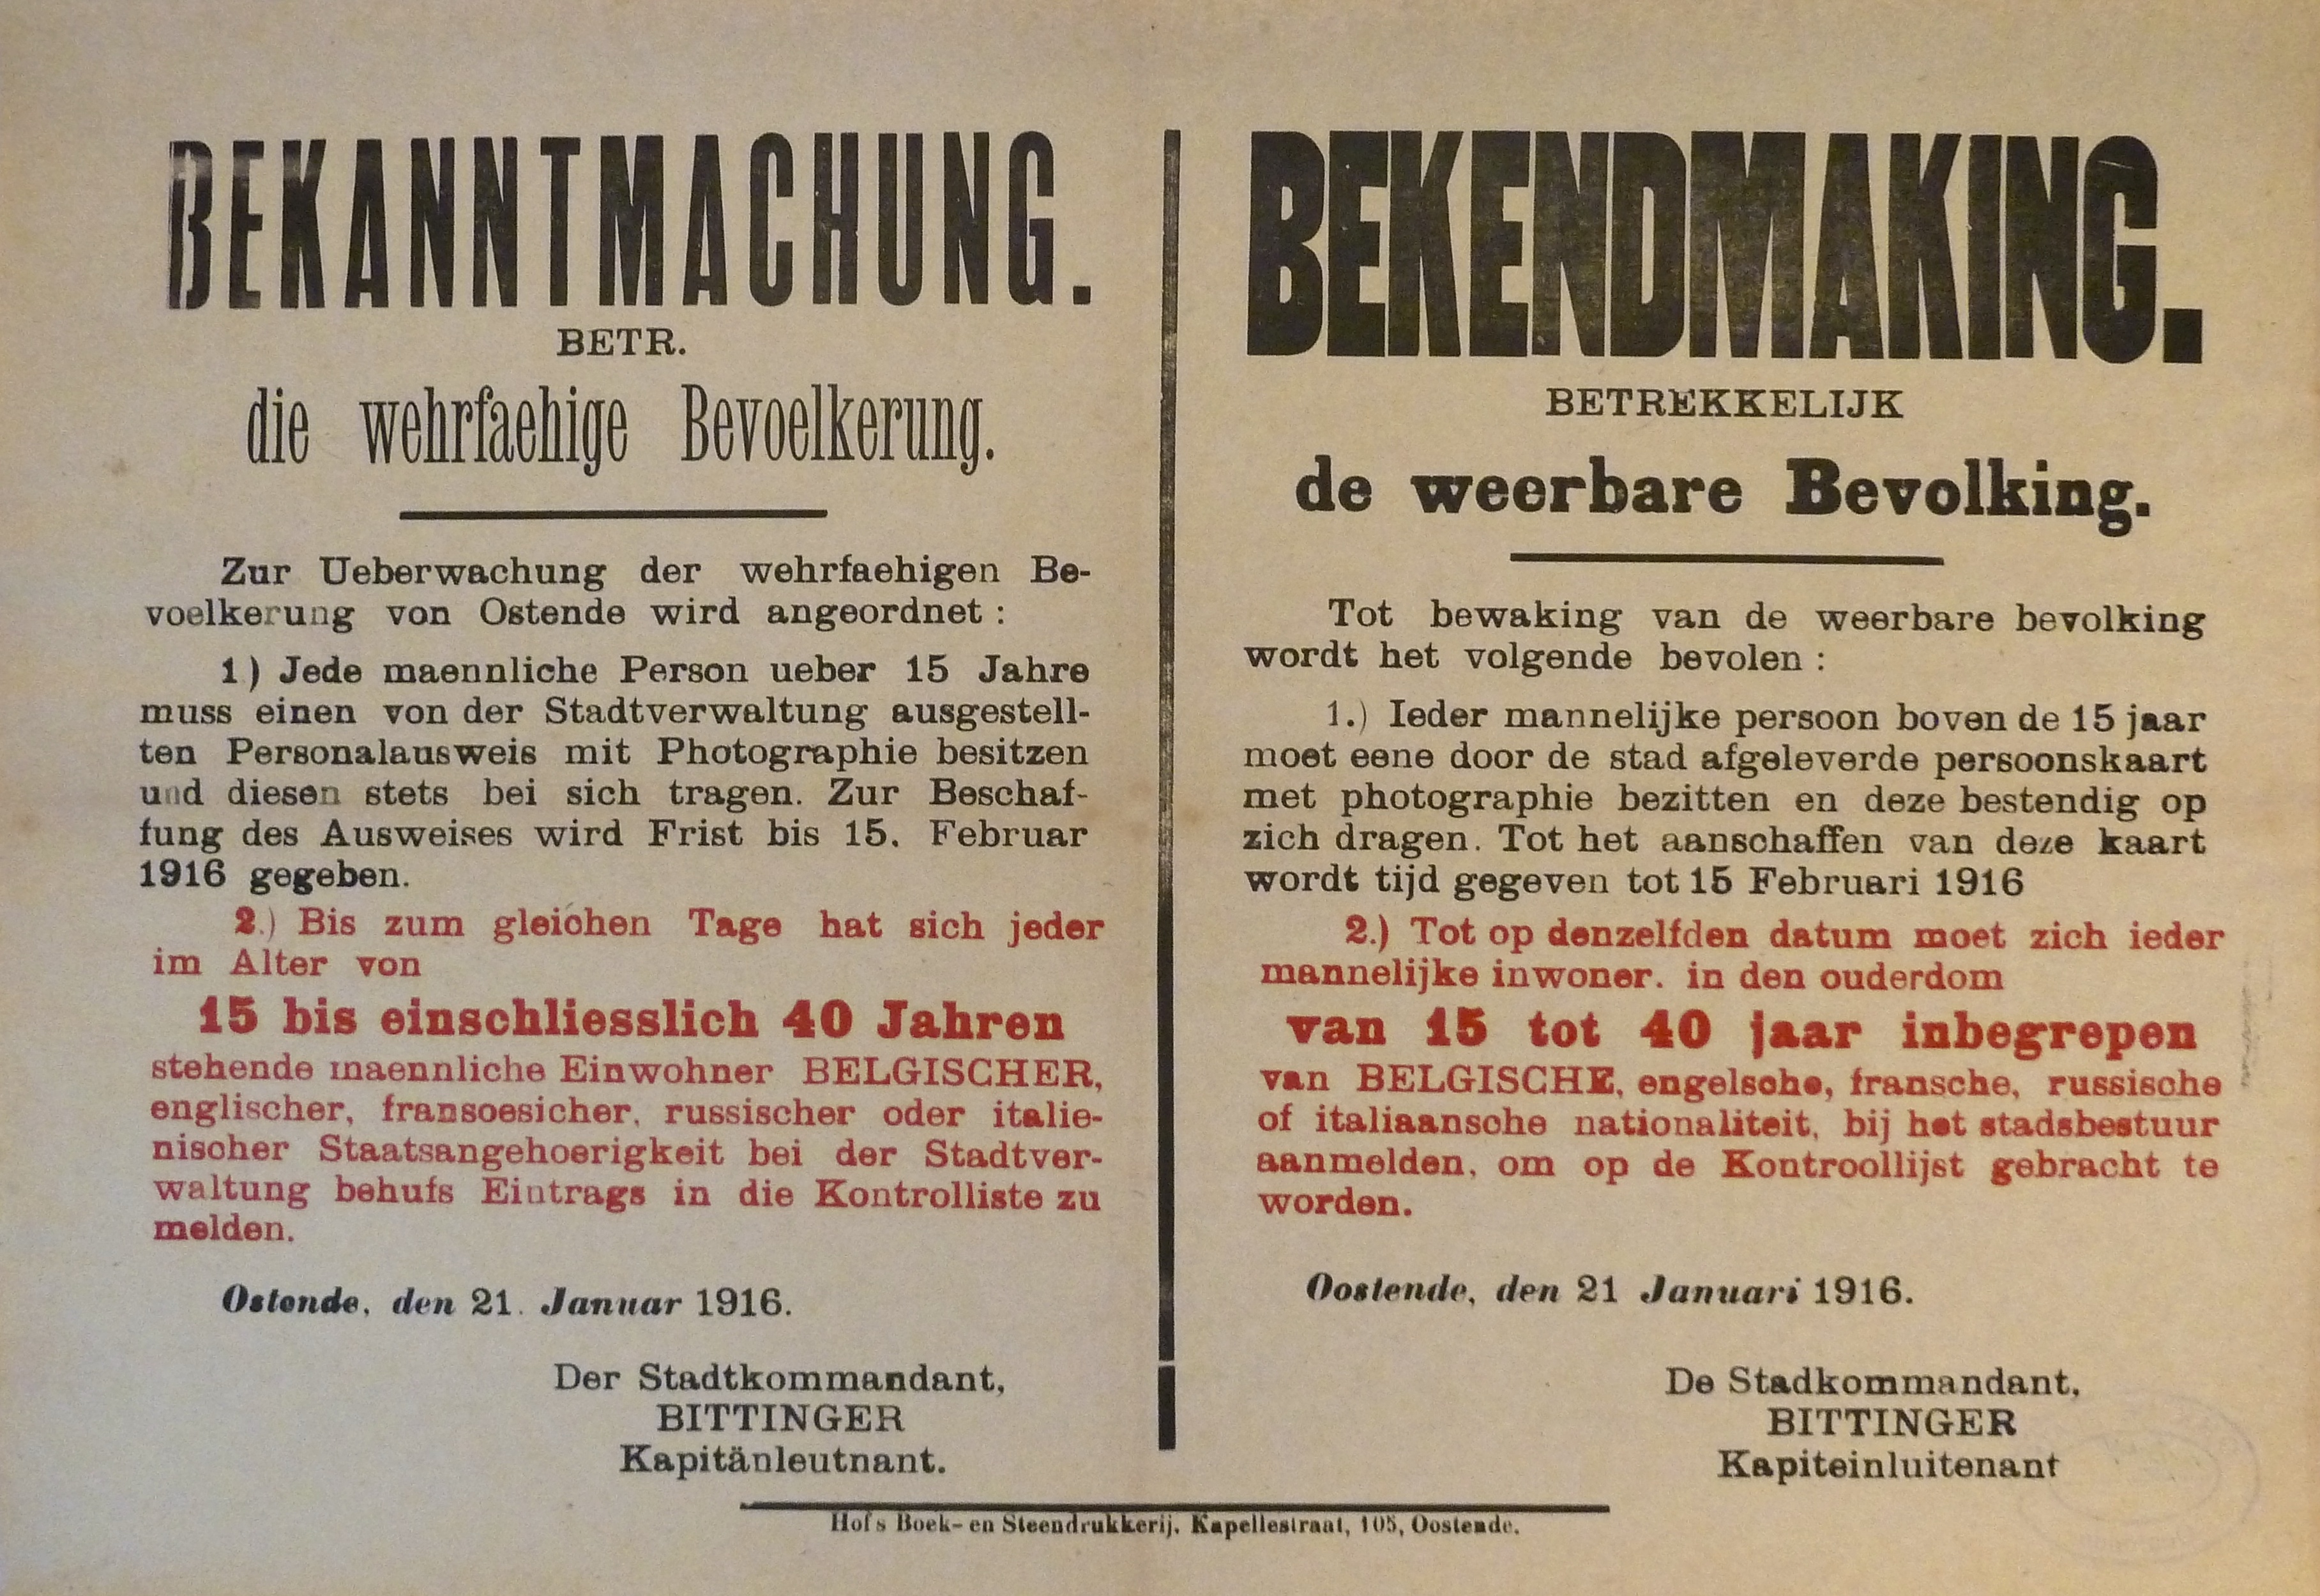 BEKANNTMACHUNG.
BETR.
die wehrfaehige Bevoelkerung.
Zur Ueberwachung der wehrfaehigen Be-
voelkerung von Ostende wird angeordnet :
1) Jede maennliche Person ueber 15 Jahre
muss einen von der Stadtverwaltung ausgestell-
ten Personalausweis mit Photographie besitzen
und diesen stets bei sich tragen. Zur Beschaf-
fung des Ausweises wird Frist bis 15. Februar
1916 gegeben.
2.) Bis zum gleichen Tage hat sich jeder
im Alter von
15 bis einschliesslich 40 Jahren
stehende maennliche Einwohner BELGISCHER,
englischer, fransoesicher, russischer oder italie-
nischer Staatsangehoerigkeit bei der Stadtver-
waltung behufs Eintrags in die Kontrolliste zu
melden.
Ostende, den 21. Januar 1916.
Der Stadtkommandant,
BITTINGER
Kapitänleutnant.
BEKENDMAKING.
BETREKKELIJK
de weerbare Bevolking.
Tot bewaking van de weerbare bevolking
wordt het volgende bevolen :
1.) Ieder mannelijke persoon boven de 15 jaar
moet eene door de stad afgeleverde persoonskaart
met photographie bezitten en deze bestendig op
zich dragen. Tot het aanschaffen van deze kaart
wordt tijd gegeven tot 15 Februari 1916
2.) Tot op denzelfden datum moet zich ieder
mannelijke inwoner. in den ouderdom
van 15 tot 40 jaar inbegrepen
van BELGISCHE, engelsche, fransche, russische
of italiaansche nationaliteit, bij het stadsbestuur
aanmelden, om op de Kontroollijst gebracht te
worden.
Oostende, den 21 Januari 1916.
De Stadkommandant,
BITTINGER
Kapiteinluitenant
Hofs Boek- en Steendrukkerij, Kapellestraat, 105, Oostende.